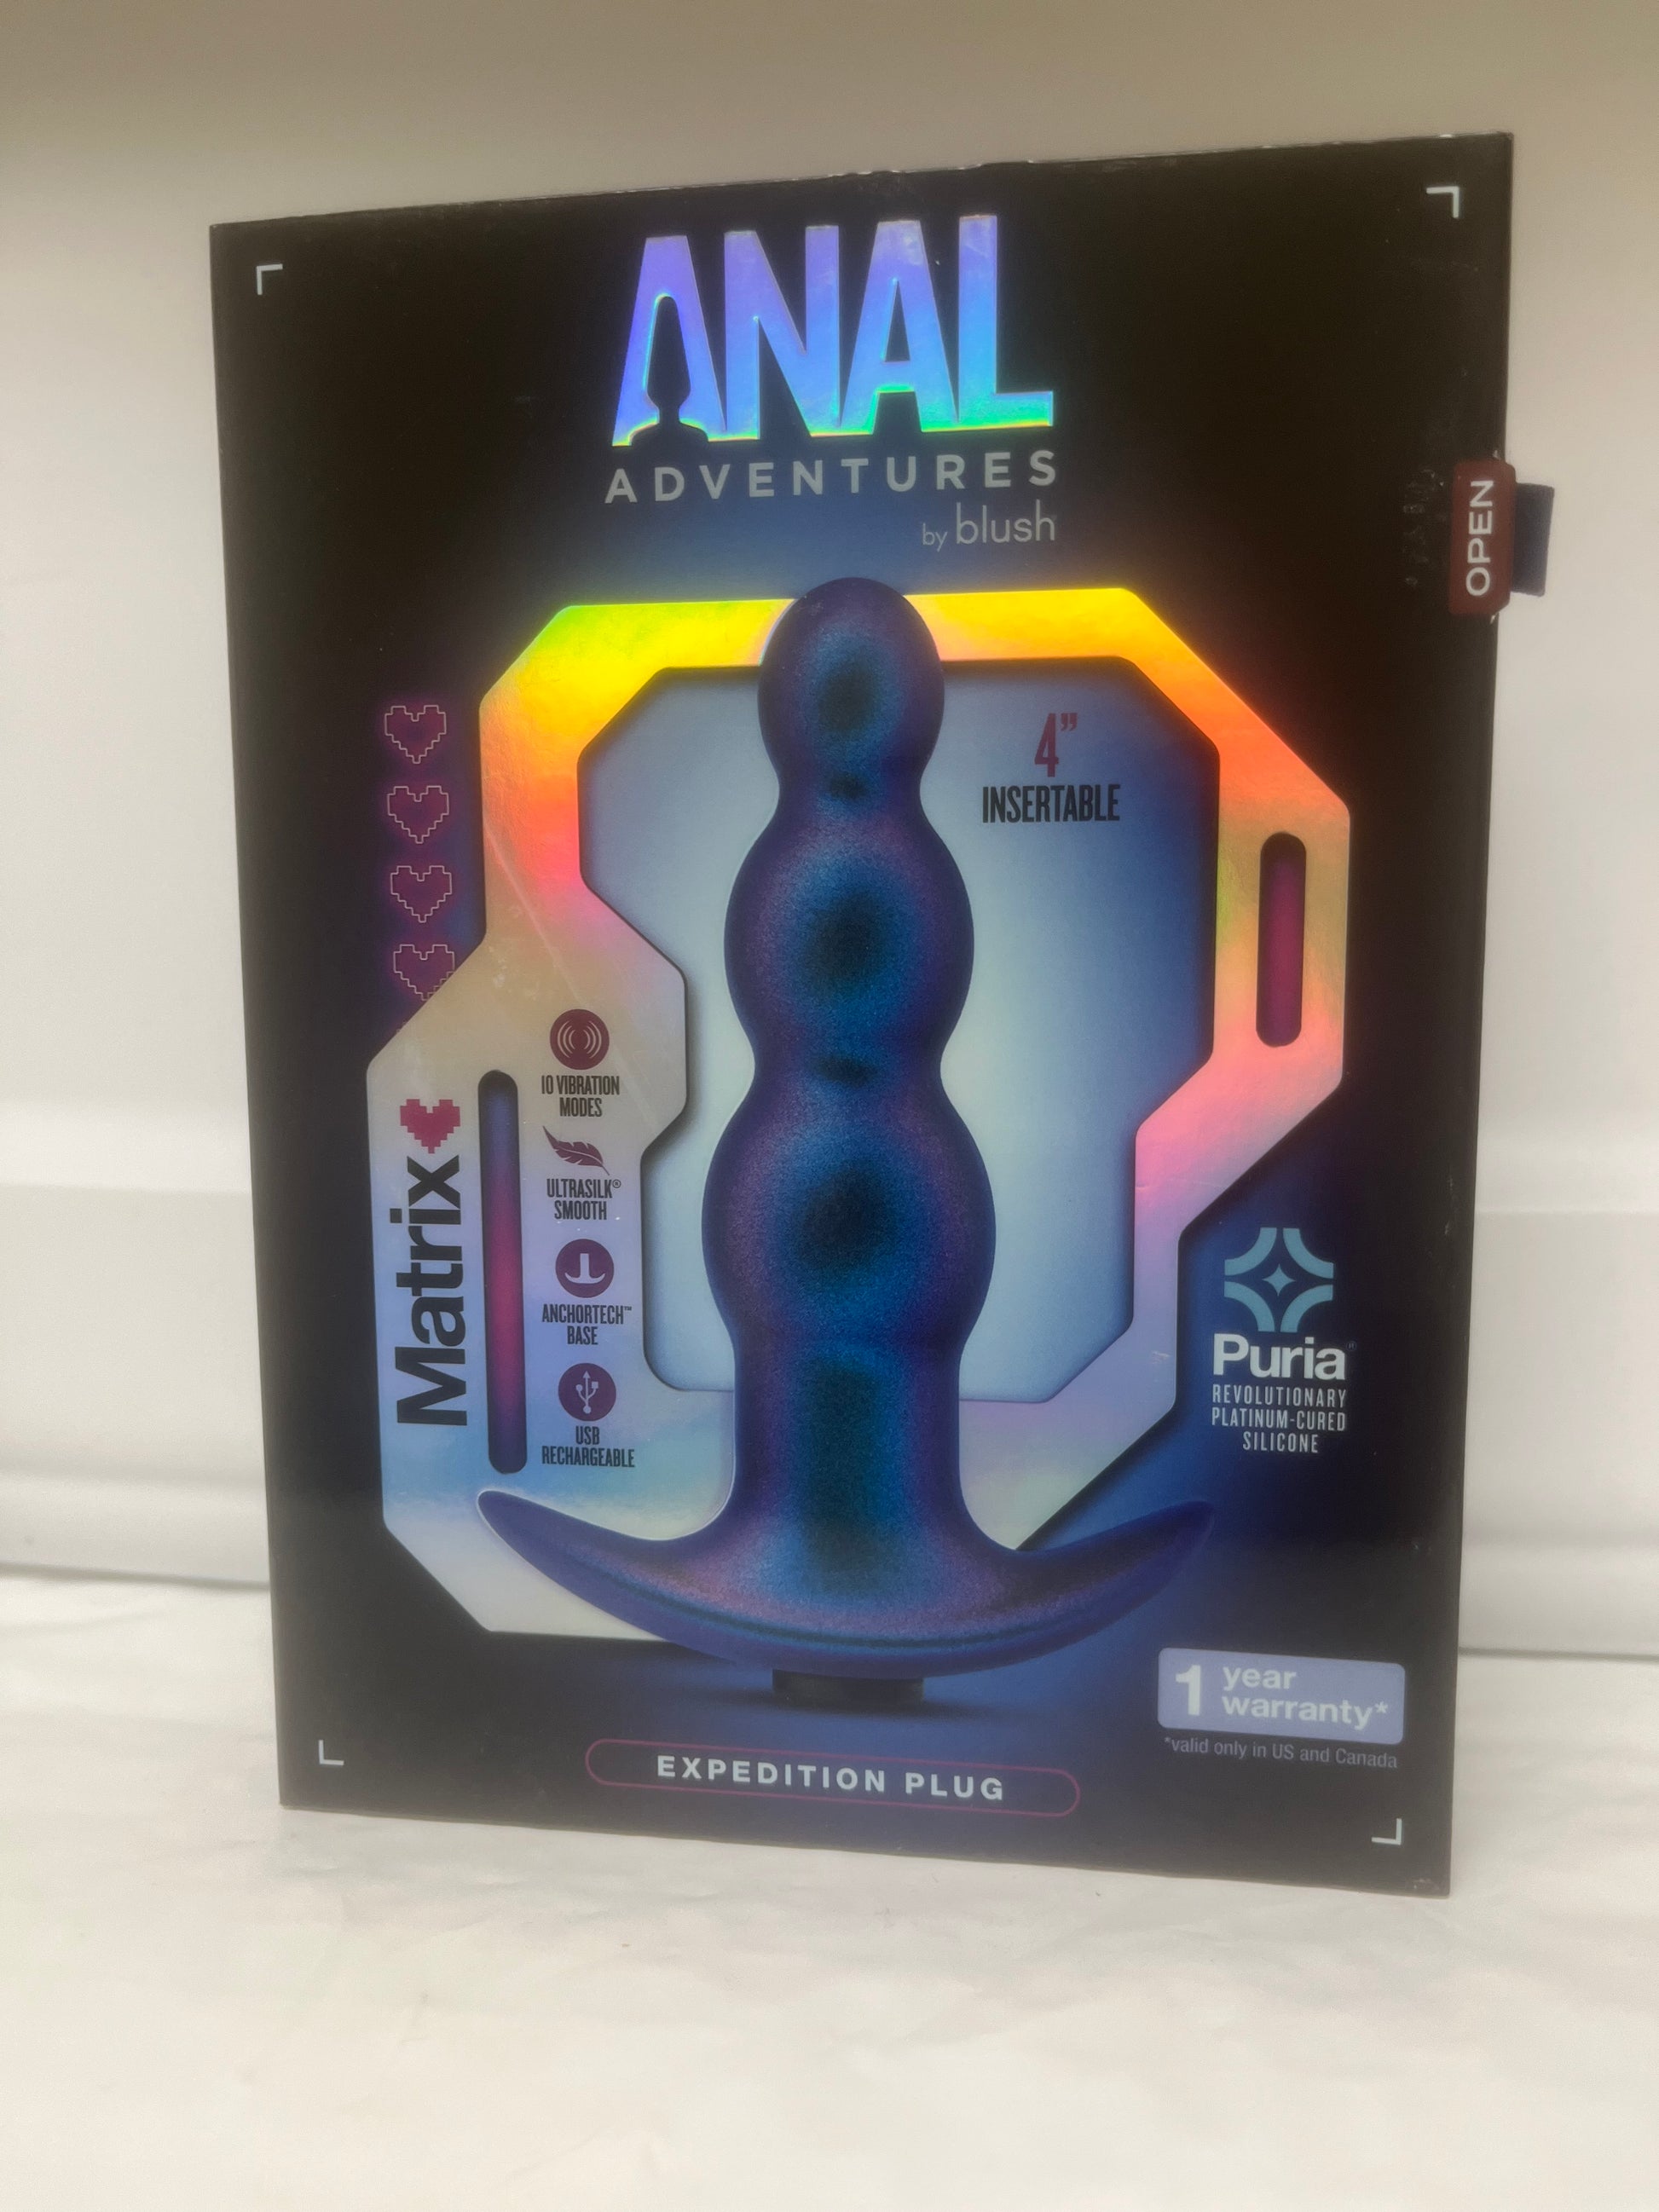 ANAL
ADVENTURES
by blush
OPEN
4”
INSERTABLE
10 VIBRATION
MODES
ULTRASILK®
SMOOTH
ANCHORTECH™
BASE
USB
RECHARGEABLE
Matrix
Puria
REVOLUTIONARY
PLATINUM-CURED
SILICONE
1 year
warranty*
*valid only in US and Canada
EXPEDITION PLUG